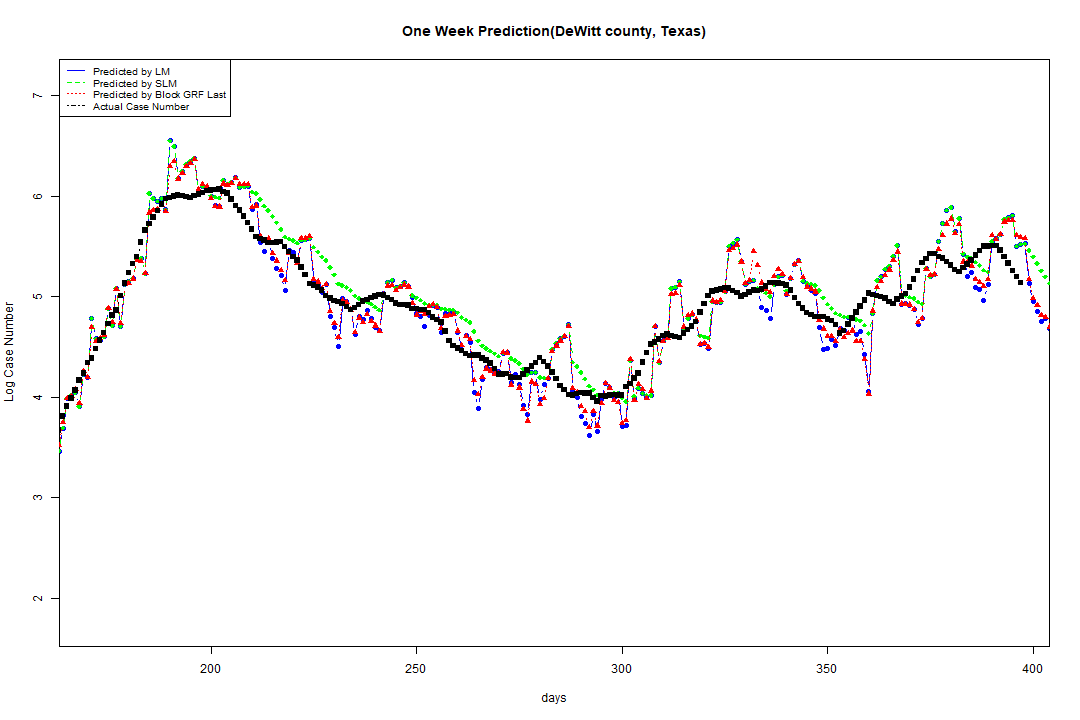 One Week Prediction(DeWitt county, Texas)
Predicted by LM
Predicted by SLM
Predicted by Block GRF Last
Actual Case Number
7
6
5
4
3
2
Log Case Number
200 250 300 350 400
days